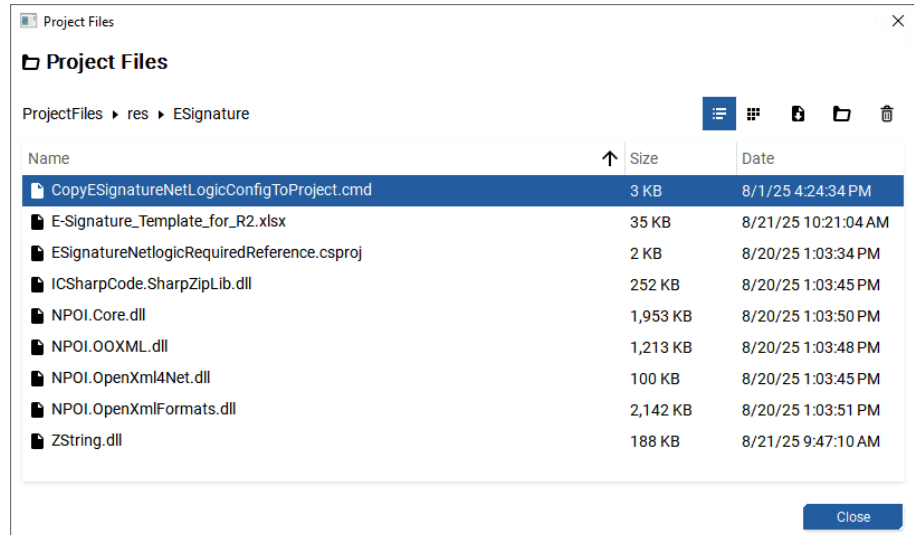 Project Files
Project Files
ProjectFiles ▸ res ▸ ESignature
Name Size Date
CopyESignatureNetLogicConfigToProject.cmd 3 KB 8/1/25 4:24:34 PM
E-Signature_Template_for_R2.xlsx 35 KB 8/21/25 10:21:04 AM
ESignatureNetlogicRequiredReference.csproj 2 KB 8/20/25 1:03:34 PM
ICSharpCode.SharpZipLib.dll 252 KB 8/20/25 1:03:45 PM
NPOI.Core.dll 1,953 KB 8/20/25 1:03:50 PM
NPOI.OOXML.dll 1,213 KB 8/20/25 1:03:48 PM
NPOI.OpenXml4Net.dll 100 KB 8/20/25 1:03:45 PM
NPOI.OpenXmlFormats.dll 2,142 KB 8/20/25 1:03:51 PM
ZString.dll 188 KB 8/21/25 9:47:10 AM
Close